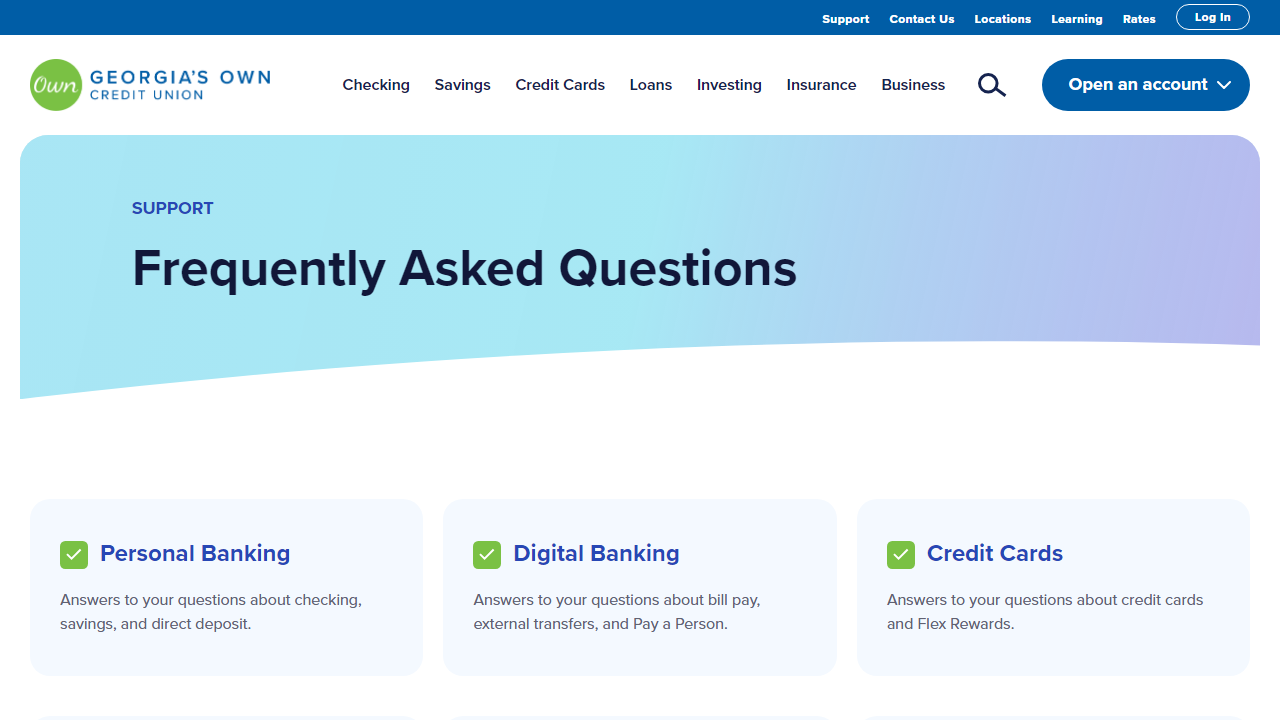 Support Contact Us Locations Learning Rates Log In
Own GEORGIA'S OWN
CREDIT UNION
Checking Savings Credit Cards Loans Investing Insurance Business Open an account
SUPPORT
Frequently Asked Questions
Personal Banking
Answers to your questions about checking,
savings, and direct deposit.
Digital Banking
Answers to your questions about bill pay,
external transfers, and Pay a Person.
Credit Cards
Answers to your questions about credit cards
and Flex Rewards.